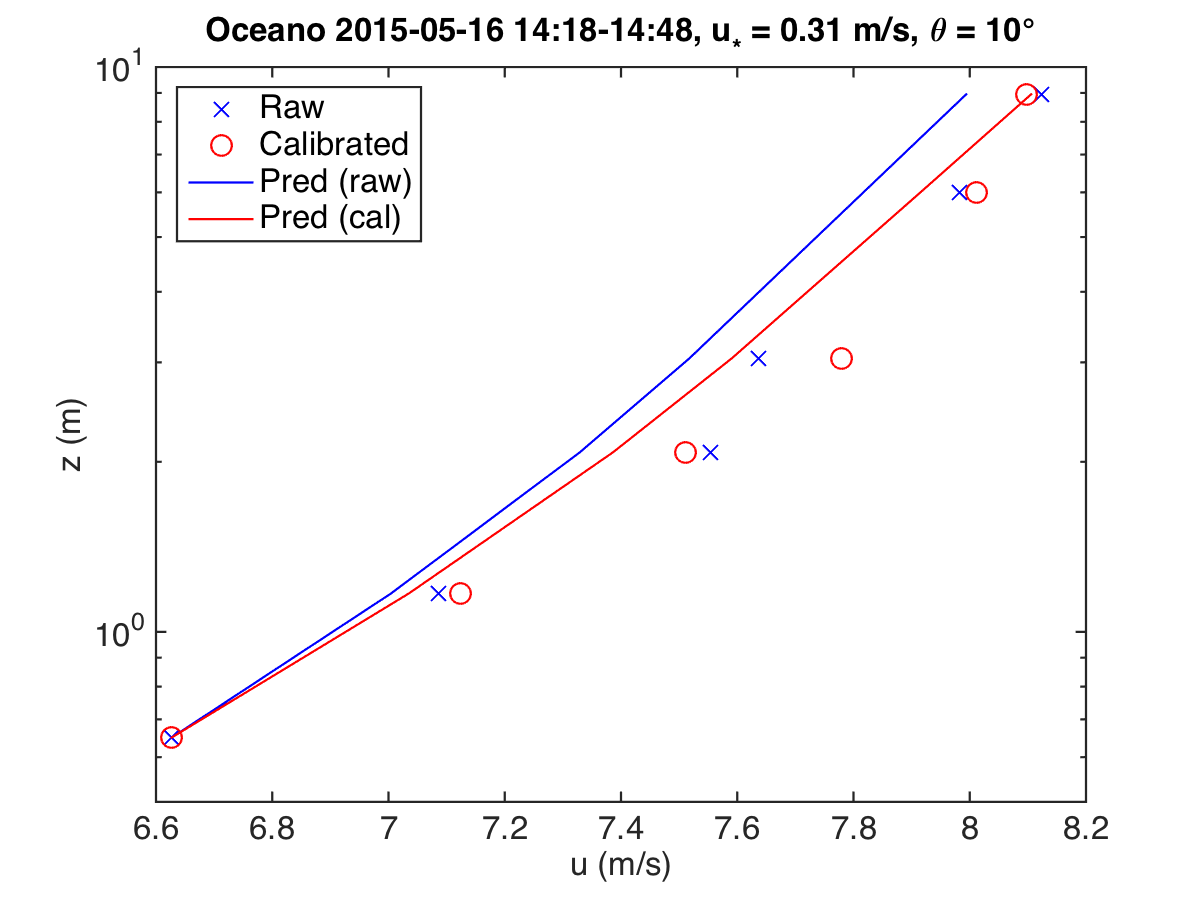 Oceano 2015-05-16 14:18-14:48, u* = 0.31 m/s, θ = 10°
10¹
Raw
Calibrated
Pred (raw)
Pred (cal)
z (m)
10⁰
6.6 6.8 7 7.2 7.4 7.6 7.8 8 8.2
u (m/s)